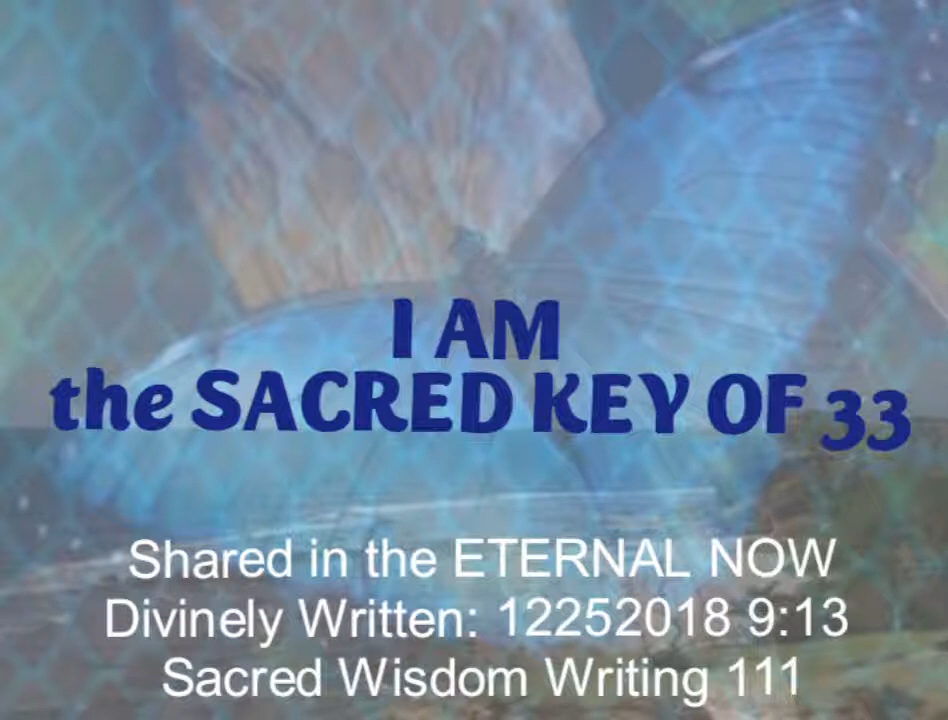 I AM
the SACRED KEY OF 33
Shared in the ETERNAL NOW
Divinely Written: 12252018 9:13
Sacred Wisdom Writing 111